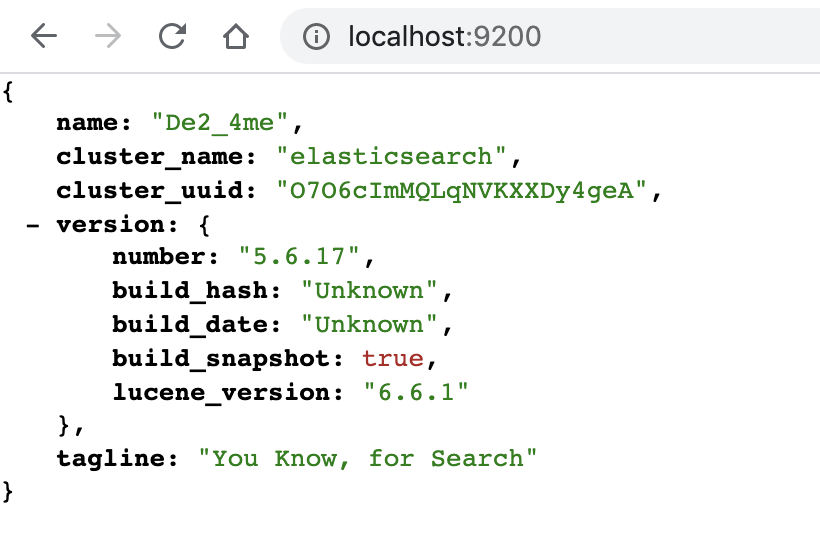 localhost:9200
{
name: "De2_4me",
cluster_name: "elasticsearch",
cluster_uuid: "O7O6cImMQLqNVKXXDy4geA",
- version: {
number: "5.6.17",
build_hash: "Unknown",
build_date: "Unknown",
build_snapshot: true,
lucene_version: "6.6.1"
},
tagline: "You Know, for Search"
}